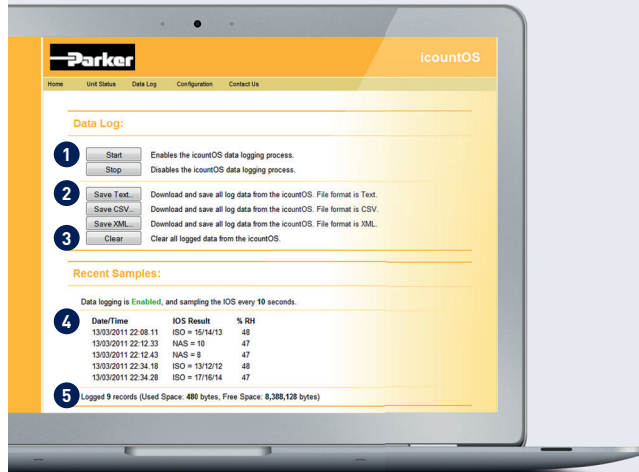 Parker
icountOS
Home Unit Status Data Log Configuration Contact Us
Data Log:
1 Start Enables the icountOS data logging process.
Stop Disables the icountOS data logging process.
2 Save Text... Download and save all log data from the icountOS. File format is Text.
Save CSV... Download and save all log data from the icountOS. File format is CSV.
Save XML... Download and save all log data from the icountOS. File format is XML.
3 Clear Clear all logged data from the icountOS.
Recent Samples:
Data logging is Enabled, and sampling the IOS every 10 seconds.
4 Date/Time IOS Result % RH
13/03/2011 22:08.11 ISO = 15/14/13 48
13/03/2011 22:12.33 NAS = 10 47
13/03/2011 22:12.43 NAS = 8 47
13/03/2011 22:34.18 ISO = 13/12/12 48
13/03/2011 22:34.28 ISO = 17/16/14 47
5 Logged 9 records (Used Space: 480 bytes, Free Space: 8,388,128 bytes)